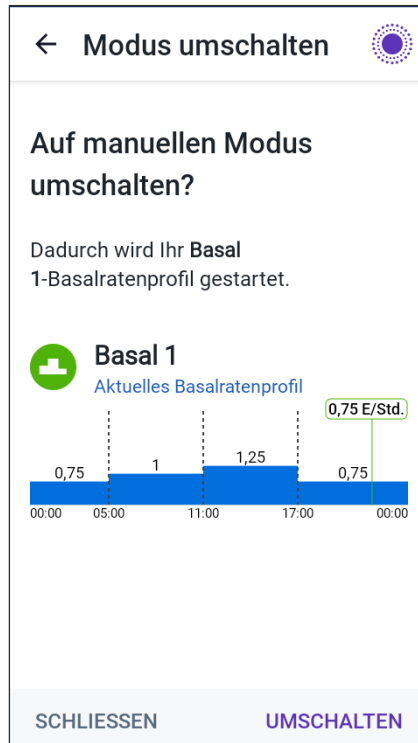 Modus umschalten
Auf manuellen Modus
umschalten?
Dadurch wird Ihr Basal
1-Basalratenprofil gestartet.
Basal 1
Aktuelles Basalratenprofil
0,75 E/Std.
0,75 1 1,25 0,75
00:00 05:00 11:00 17:00 00:00
SCHLIESSEN UMSCHALTEN